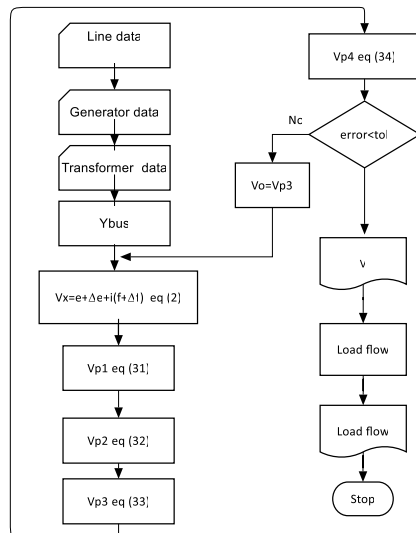 Line data
Generator data
Transformer data
Ybus
Vx=e+Δe+i(f+Δf) eq (2)
Vp1 eq (31)
Vp2 eq (32)
Vp3 eq (33)
Vp4 eq (34)
error<tol
No
Vo=Vp3
V
Load flow
Load flow
Stop